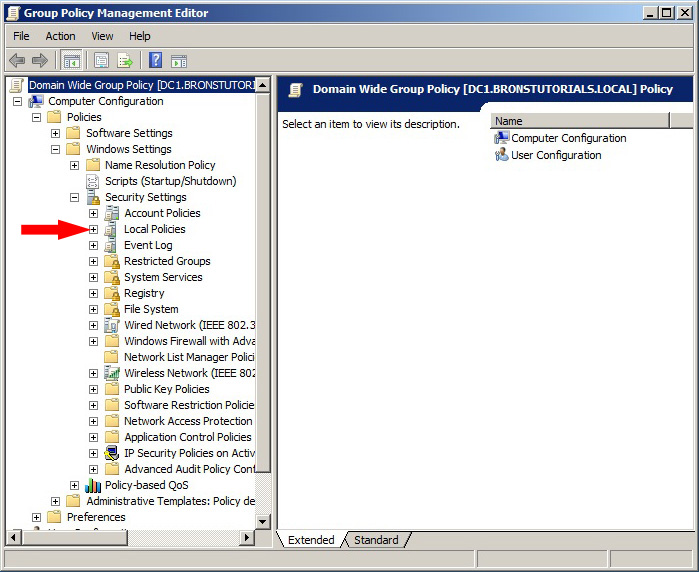 Group Policy Management Editor
File Action View Help
Domain Wide Group Policy [DC1.BRONSTUTORI
Computer Configuration
Policies
Software Settings
Windows Settings
Name Resolution Policy
Scripts (Startup/Shutdown)
Security Settings
Account Policies
Local Policies
Event Log
Restricted Groups
System Services
Registry
File System
Wired Network (IEEE 802.3
Windows Firewall with Adva
Network List Manager Polici
Wireless Network (IEEE 802
Public Key Policies
Software Restriction Policie
Network Access Protection
Application Control Policies
IP Security Policies on Activ
Advanced Audit Policy Conf
Policy-based QoS
Administrative Templates: Policy de
Preferences
Domain Wide Group Policy [DC1.BRONSTUTORIALS.LOCAL] Policy
Select an item to view its description.
Name
Computer Configuration
User Configuration
Extended Standard